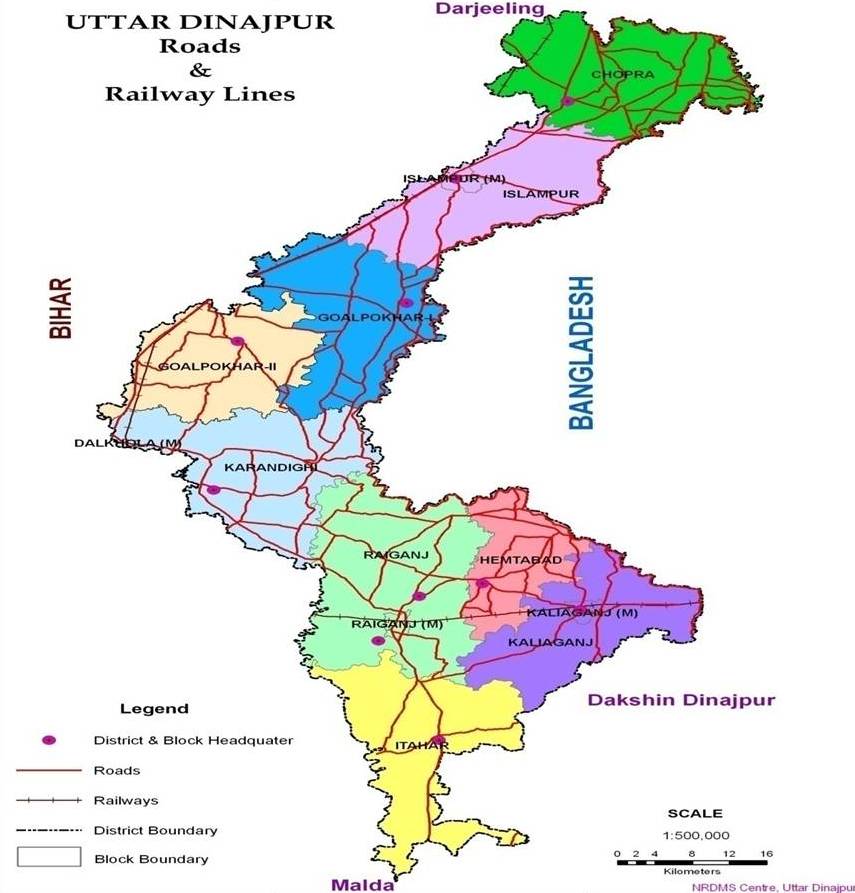 Darjeeling
UTTAR DINAJPUR
Roads
&
Railway Lines
CHOPRA
ISLAMPUR (M)
ISLAMPUR
BIHAR
BANGLADESH
GOALPOKHAR-I
GOALPOKHAR-II
DALKHOLA (M)
KARANDIGHI
RAIGANJ
HEMTABAD
KALIAGANJ (M)
RAIGANJ (M)
KALIAGANJ
Dakshin Dinajpur
ITAHAR
Malda
Legend
District & Block Headquater
Roads
Railways
District Boundary
Block Boundary
SCALE
1:500,000
0 2 4 8 12 16
Kilometers
NRDMS Centre, Uttar Dinajpur